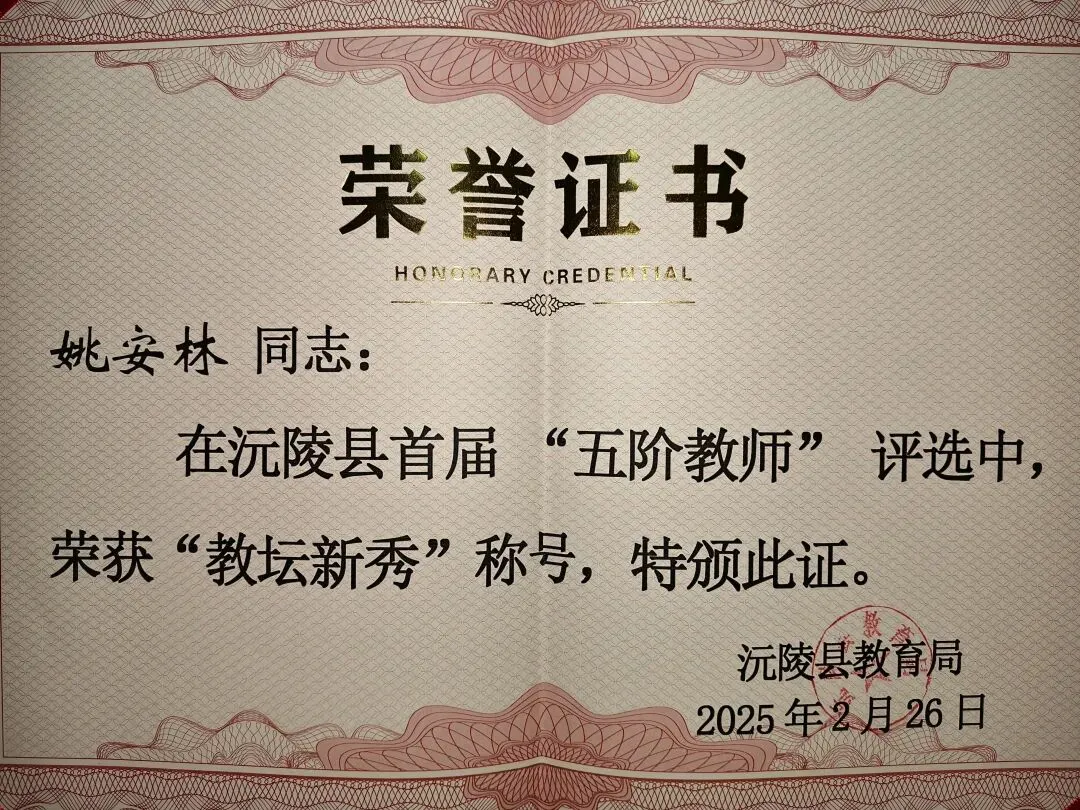 荣誉证书
HONORARY CREDENTIAL
姚安林 同志：
在沅陵县首届“五阶教师”评选中，
荣获“教坛新秀”称号，特颁此证。
沅陵县教育局
2025年2月26日